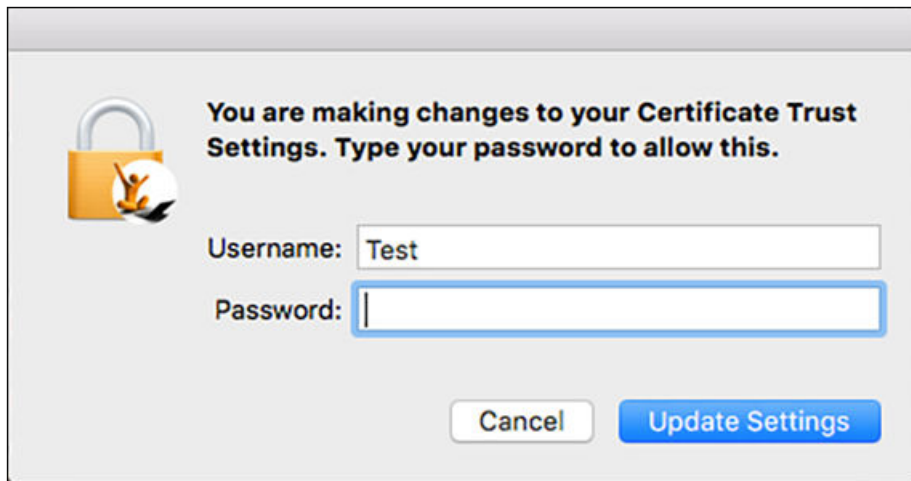 You are making changes to your Certificate Trust
Settings. Type your password to allow this.
Username: Test
Password:
Cancel Update Settings